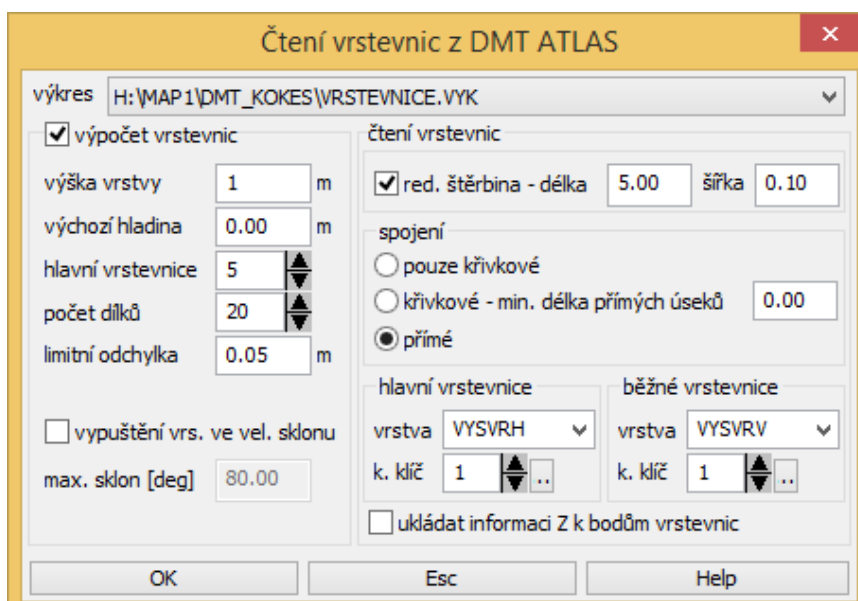 Čtení vrstevnic z DMT ATLAS
výkres H:\MAP1\DMT_KOKES\VRSTEVNICE.VYK
výpočet vrstevnic
výška vrstvy 1 m
výchozí hladina 0.00 m
hlavní vrstevnice 5
počet dílků 20
limitní odchylka 0.05 m
vypuštění vrs. ve vel. sklonu
max. sklon [deg] 80.00
čtení vrstevnic
red. štěrbina - délka 5.00 šířka 0.10
spojení
pouze křivkové
křivkové - min. délka přímých úseků 0.00
přímé
hlavní vrstevnice
vrstva VYSVRH
k. klíč 1 ..
běžné vrstevnice
vrstva VYSVRV
k. klíč 1 ..
ukládat informaci Z k bodům vrstevnic
OK Esc Help